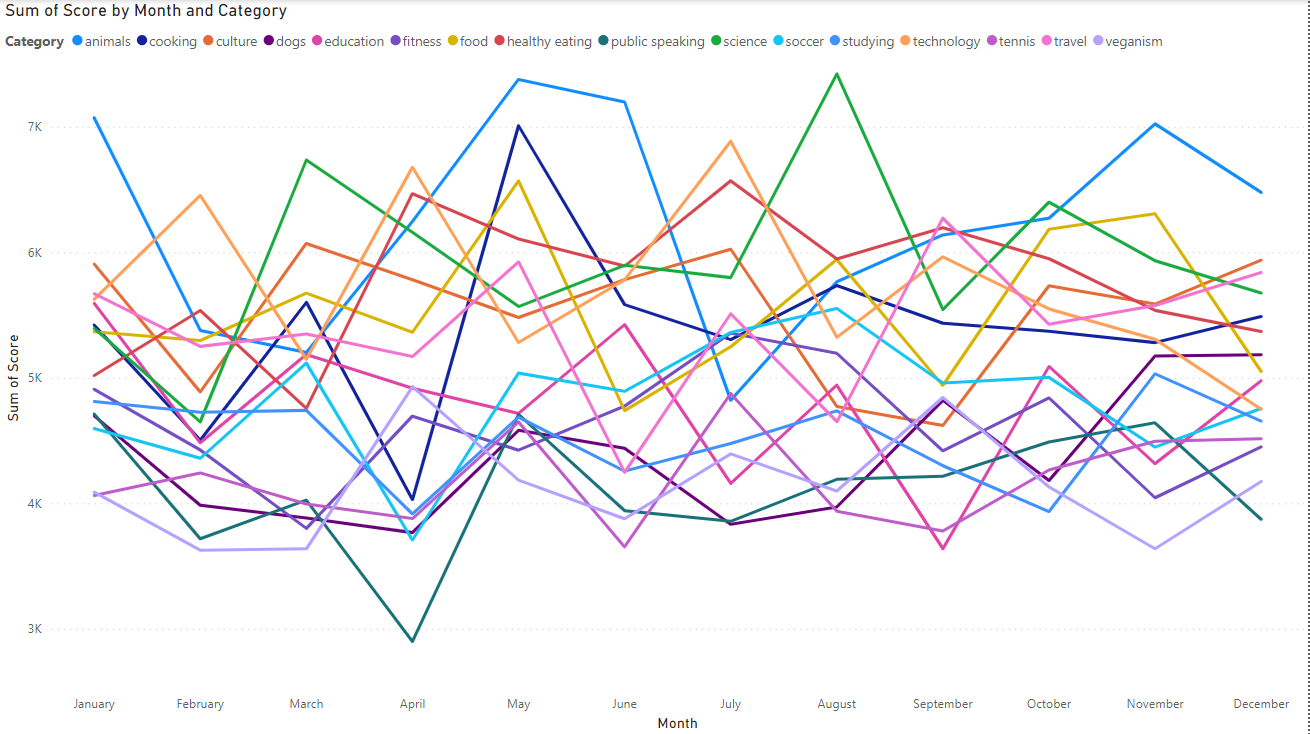 Sum of Score by Month and Category
Category animals cooking culture dogs education fitness food healthy eating public speaking science soccer studying technology tennis travel veganism
7K
6K
5K
4K
3K
Sum of Score
January February March April May June July August September October November December
Month